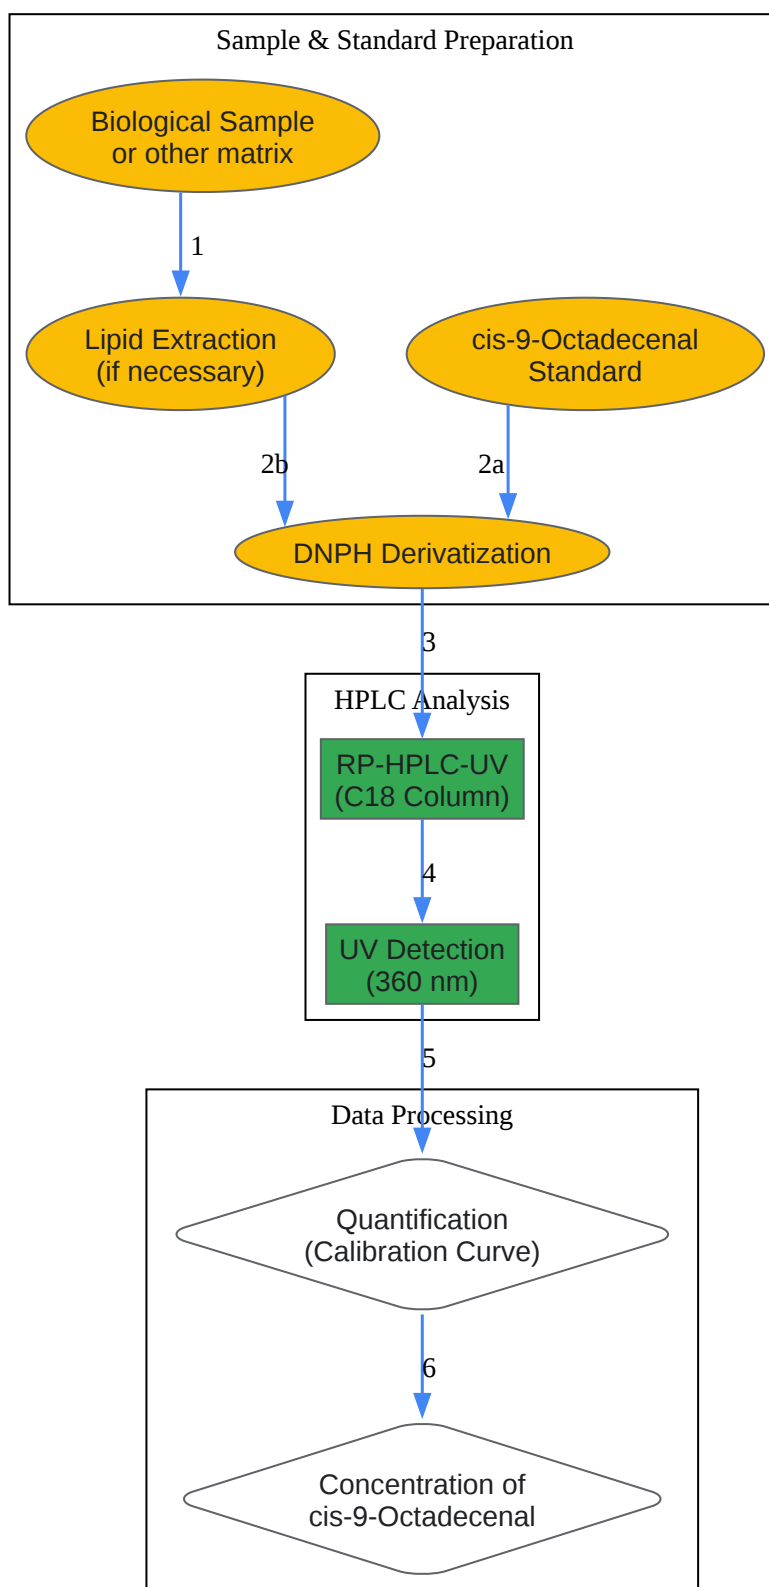 Sample & Standard Preparation
Biological Sample
or other matrix
1
Lipid Extraction
(if necessary)
cis-9-Octadecenal
Standard
2b
2a
DNPH Derivatization
3
HPLC Analysis
RP-HPLC-UV
(C18 Column)
4
UV Detection
(360 nm)
5
Data Processing
Quantification
(Calibration Curve)
6
Concentration of
cis-9-Octadecenal